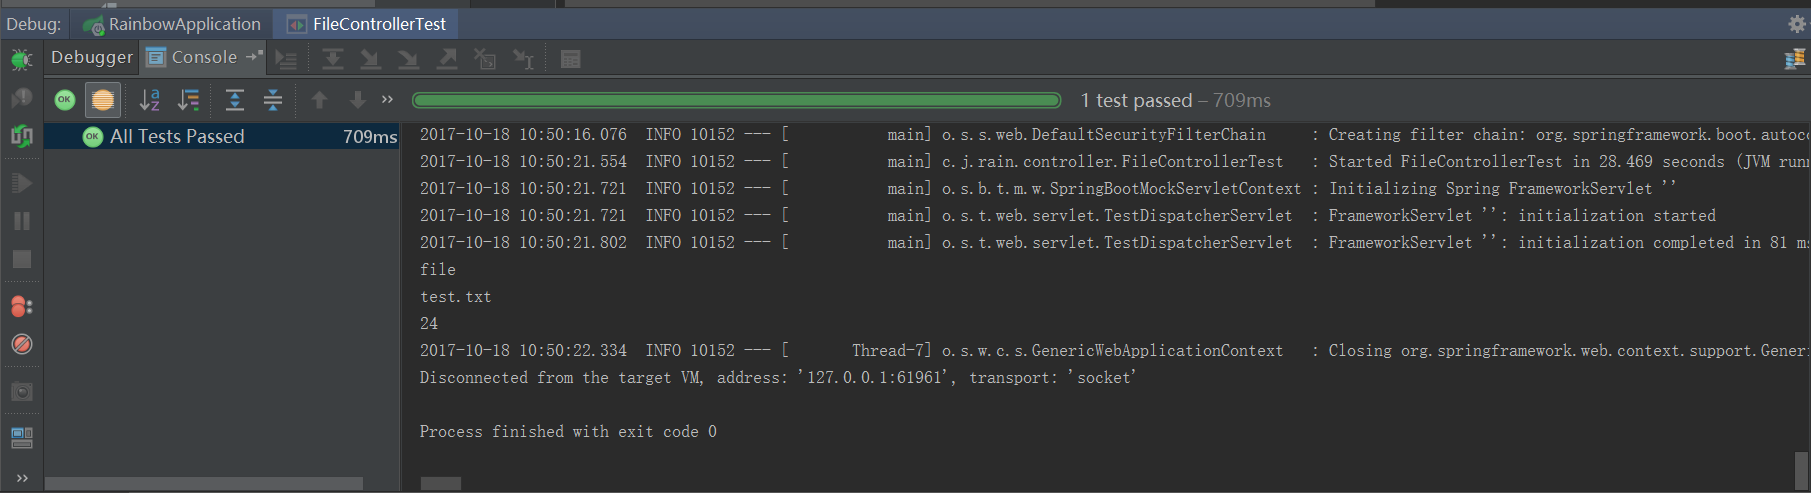 Debug: RainbowApplication FileControllerTest
Debugger Console
1 test passed – 709ms
All Tests Passed 709ms
2017-10-18 10:50:16.076  INFO 10152 --- [           main] o.s.s.web.DefaultSecurityFilterChain     : Creating filter chain: org.springframework.boot.autoc
2017-10-18 10:50:21.554  INFO 10152 --- [           main] c.j.rain.controller.FileControllerTest   : Started FileControllerTest in 28.469 seconds (JVM run
2017-10-18 10:50:21.721  INFO 10152 --- [           main] o.s.b.t.m.w.SpringBootMockServletContext : Initializing Spring FrameworkServlet ''
2017-10-18 10:50:21.721  INFO 10152 --- [           main] o.s.t.web.servlet.TestDispatcherServlet  : FrameworkServlet '': initialization started
2017-10-18 10:50:21.802  INFO 10152 --- [           main] o.s.t.web.servlet.TestDispatcherServlet  : FrameworkServlet '': initialization completed in 81 ms
file
test.txt
24
2017-10-18 10:50:22.334  INFO 10152 --- [       Thread-7] o.s.w.c.s.GenericWebApplicationContext   : Closing org.springframework.web.context.support.Generi
Disconnected from the target VM, address: '127.0.0.1:61961', transport: 'socket'
Process finished with exit code 0